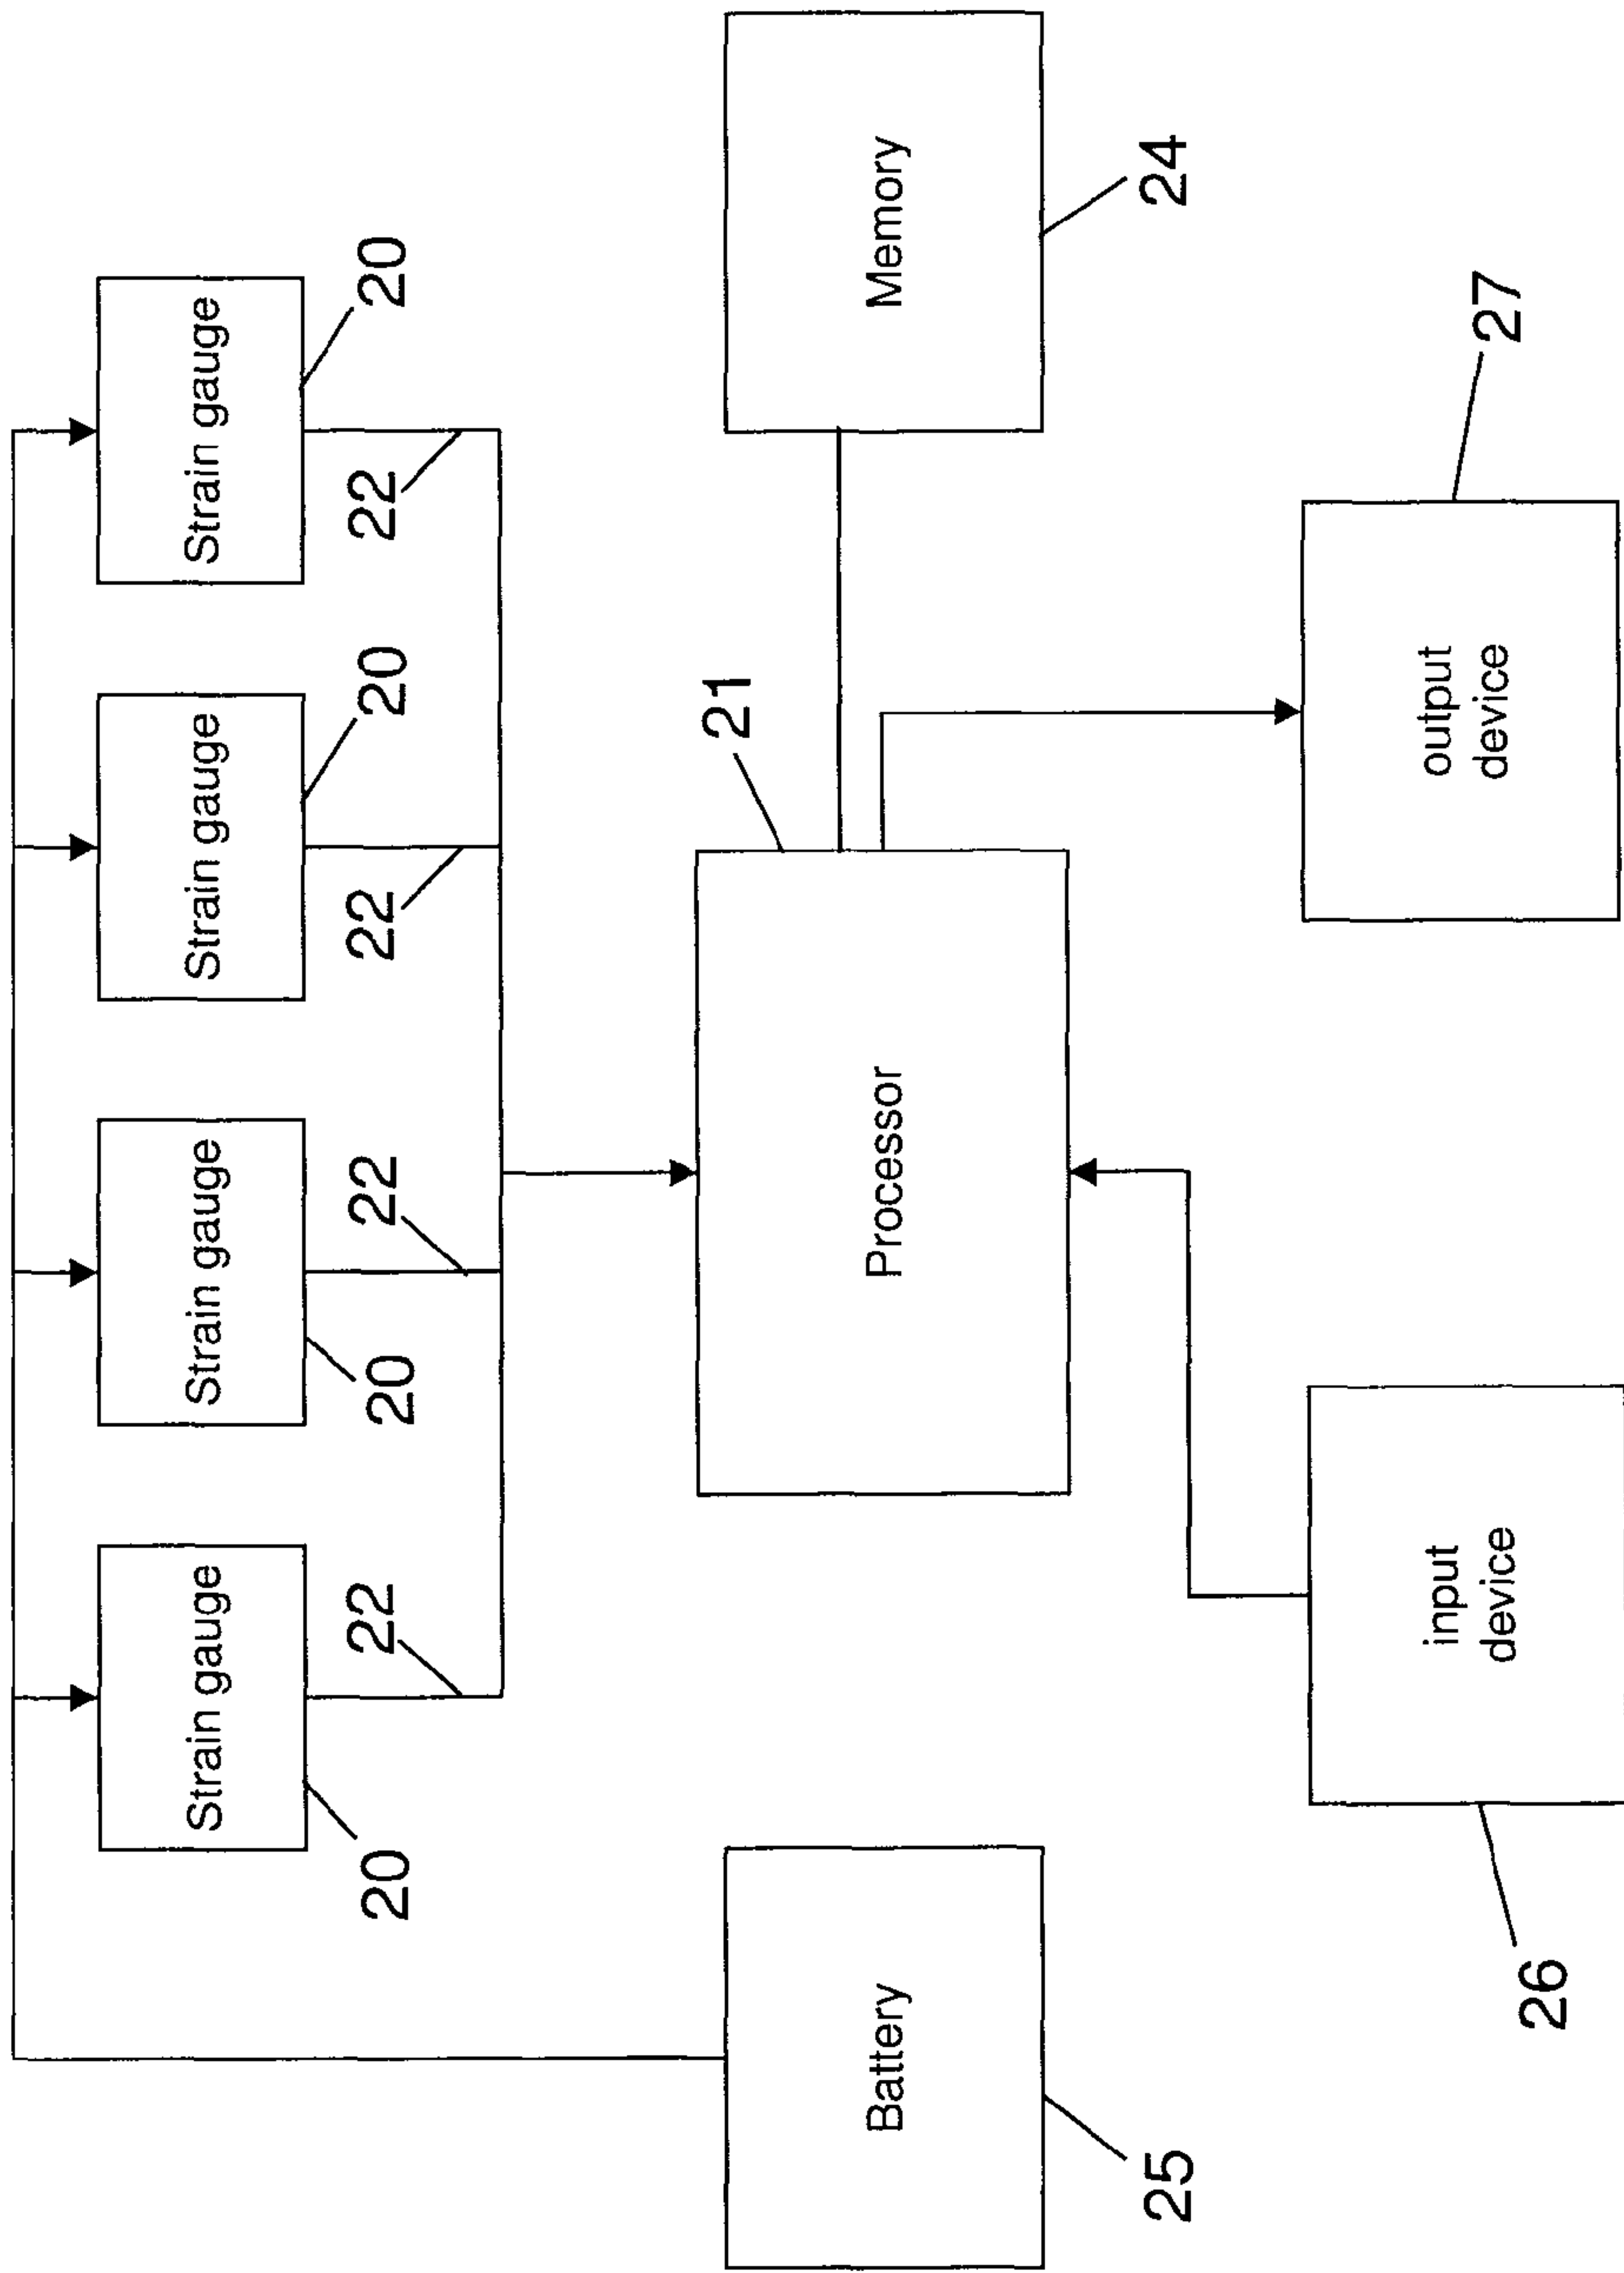 Strain gauge
Strain gauge
Strain gauge
Strain gauge
20
22
20
22
22
20
22
20
21
Battery
Processor
Memory
25
24
input
device
output
device
26
27